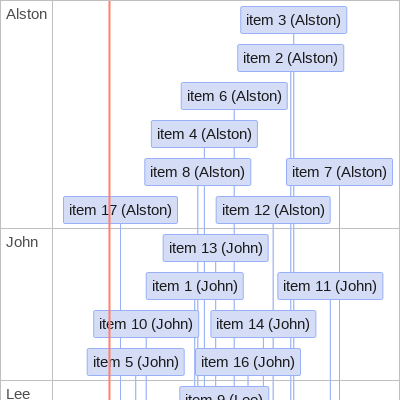 Alston
item 3 (Alston)
item 2 (Alston)
item 6 (Alston)
item 4 (Alston)
item 8 (Alston)
item 7 (Alston)
item 17 (Alston)
item 12 (Alston)
John
item 13 (John)
item 1 (John)
item 11 (John)
item 10 (John)
item 14 (John)
item 5 (John)
item 16 (John)
Lee
item 9 (Lee)